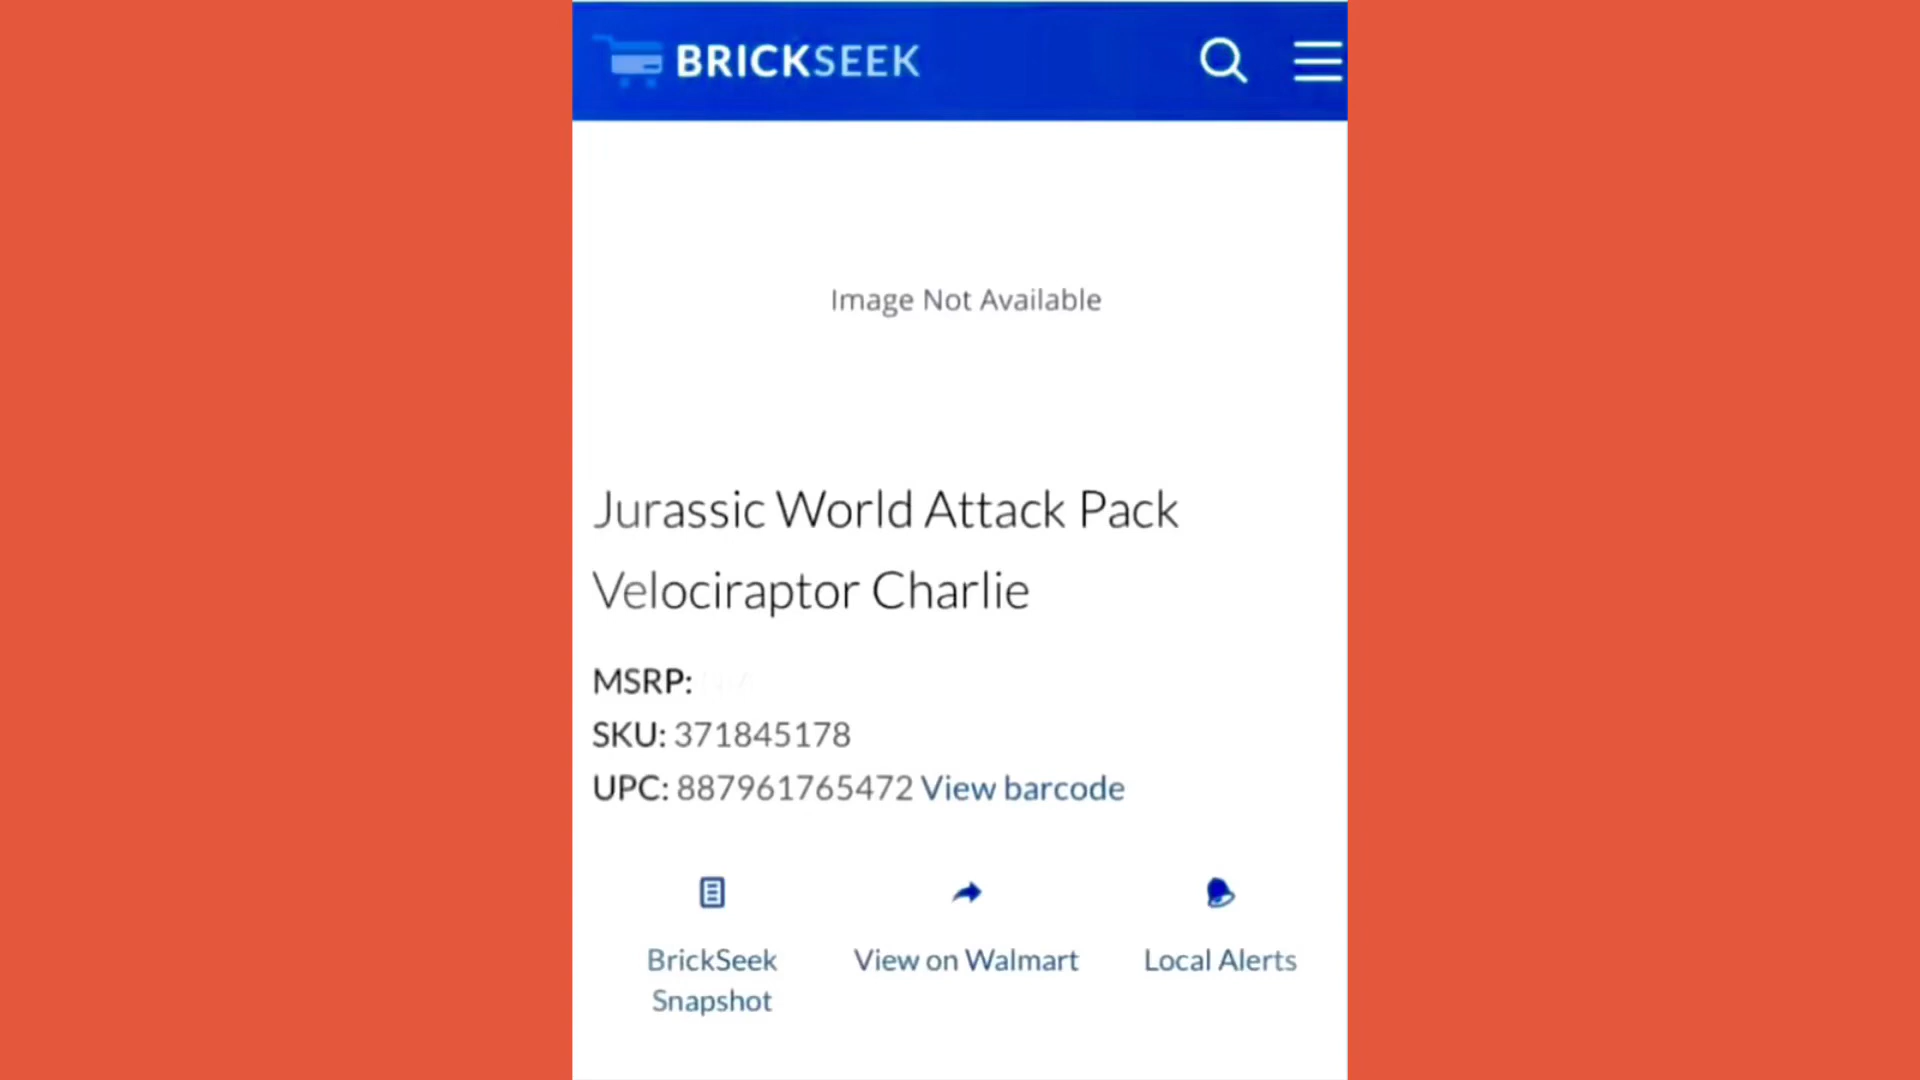 BRICKSEEK
Image Not Available
Jurassic World Attack Pack
Velociraptor Charlie
MSRP:
SKU: 371845178
UPC: 887961765472 View barcode
BrickSeek
Snapshot
View on Walmart
Local Alerts